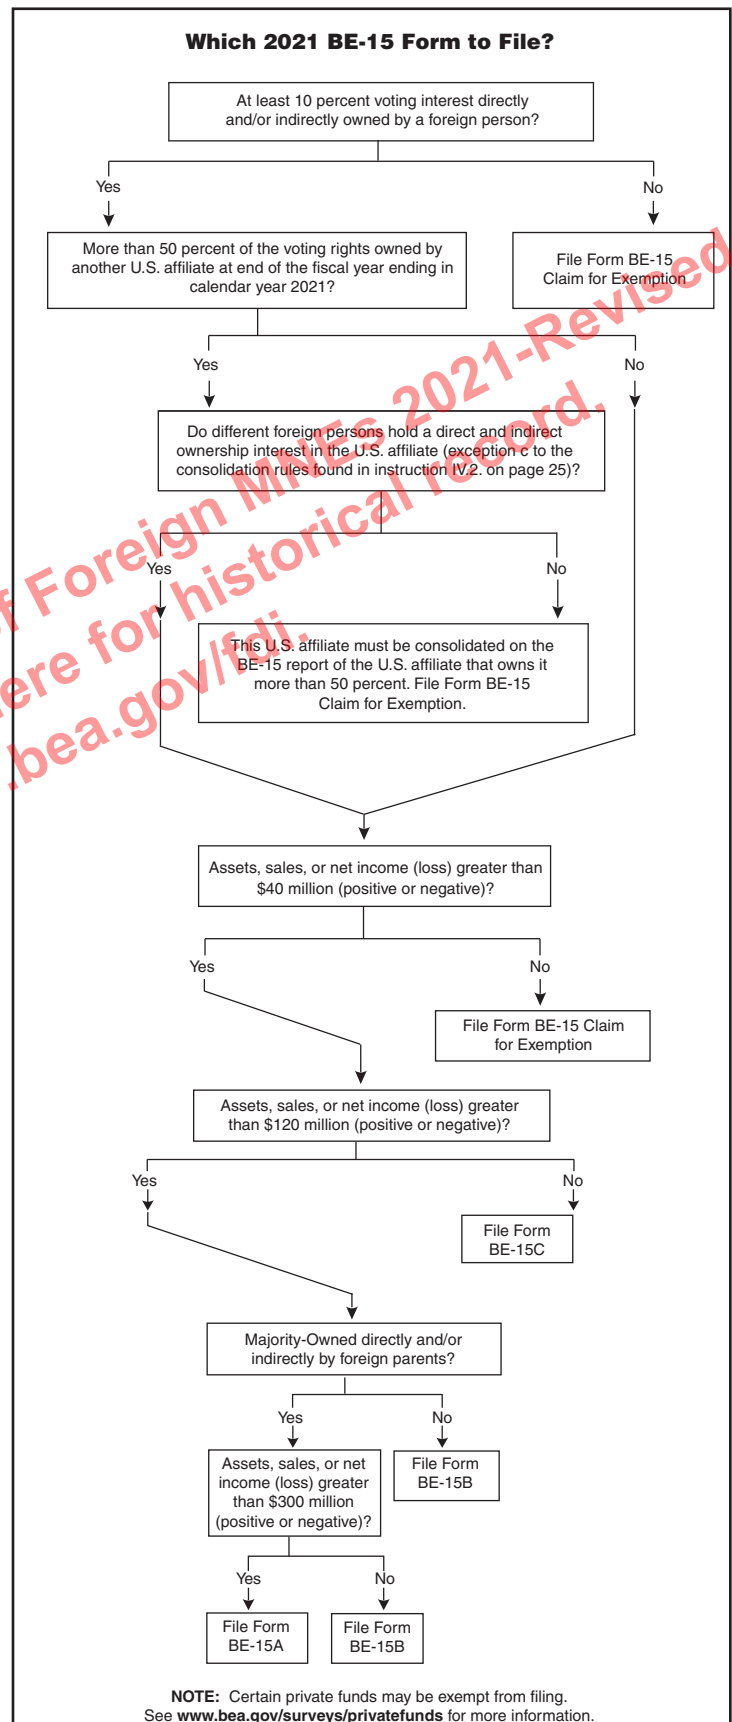 Which 2021 BE-15 Form to File?
At least 10 percent voting interest directly
and/or indirectly owned by a foreign person?
Yes
No
More than 50 percent of the voting rights owned by
another U.S. affiliate at end of the fiscal year ending in
calendar year 2021?
File Form BE-15
Claim for Exemption
Yes
No
Do different foreign persons hold a direct and indirect
ownership interest in the U.S. affiliate (exception c to the
consolidation rules found in instruction IV.2. on page 25)?
Yes
No
This U.S. affiliate must be consolidated on the
BE-15 report of the U.S. affiliate that owns it
more than 50 percent. File Form BE-15
Claim for Exemption.
Assets, sales, or net income (loss) greater than
$40 million (positive or negative)?
Yes
No
File Form BE-15 Claim
for Exemption
Assets, sales, or net income (loss) greater
than $120 million (positive or negative)?
Yes
No
File Form
BE-15C
Majority-Owned directly and/or
indirectly by foreign parents?
Yes
No
Assets, sales, or net
income (loss) greater
than $300 million
(positive or negative)?
File Form
BE-15B
Yes
No
File Form
BE-15A
File Form
BE-15B
NOTE: Certain private funds may be exempt from filing.
See www.bea.gov/surveys/privatefunds for more information.
of Foreign MNEs 2021-Revised
here for historical record.
.bea.gov/fdi.